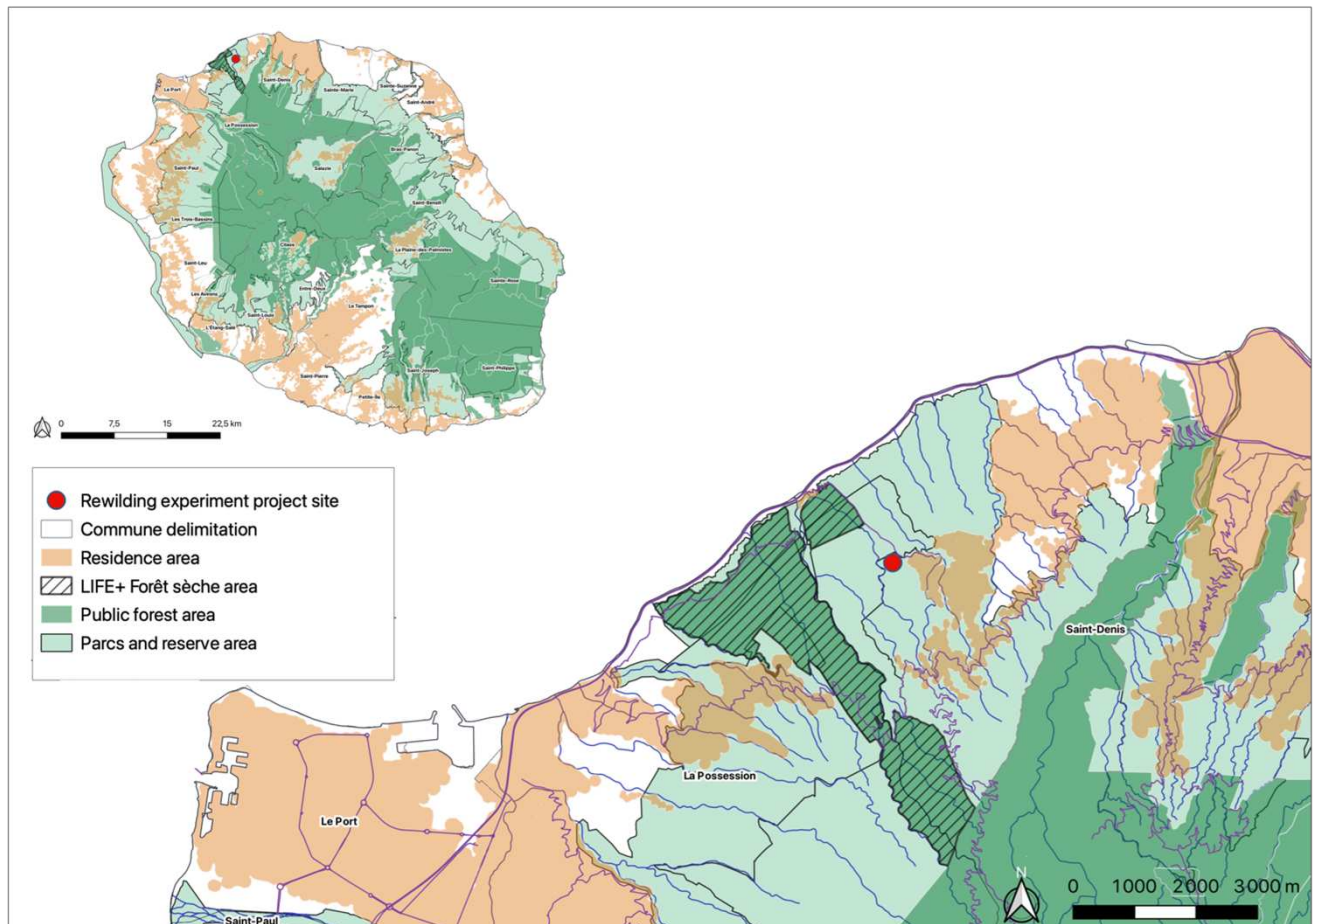 Saint-Denis
Le Port
Sainte-Marie
Sainte-Suzanne
Saint-André
La Possession
Bras-Panon
Saint-Paul
Salazie
Saint-Benoît
Les Trois-Bassins
Cilaos
La Plaine-des-Palmistes
Saint-Leu
Sainte-Rose
Entre-Deux
Les Avirons
Le Tampon
Saint-Louis
L'Étang-Salé
Saint-Joseph
Saint-Philippe
Saint-Pierre
Petite-Île
0 7,5 15 22,5 km
Rewilding experiment project site
Commune delimitation
Residence area
LIFE+ Forêt sèche area
Public forest area
Parcs and reserve area
Saint-Denis
La Possession
Le Port
N
0 1000 2000 3000 m
Saint-Paul